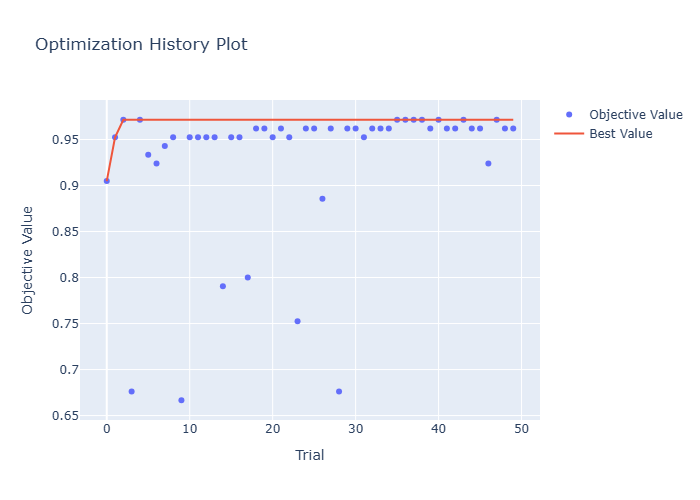 Optimization History Plot
Objective Value
Best Value
0.95
0.9
0.85
0.8
0.75
0.7
0.65
Objective Value
0
10
20
30
40
50
Trial